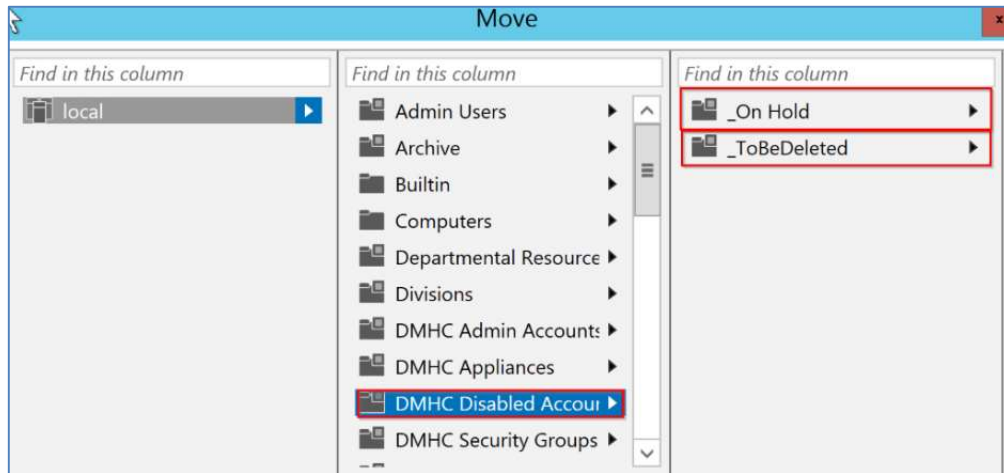 Move
x
Find in this column
local
Find in this column
Admin Users
Archive
Builtin
Computers
Departmental Resource
Divisions
DMHC Admin Accounts
DMHC Appliances
DMHC Disabled Accour
DMHC Security Groups
Find in this column
_On Hold
_ToBeDeleted